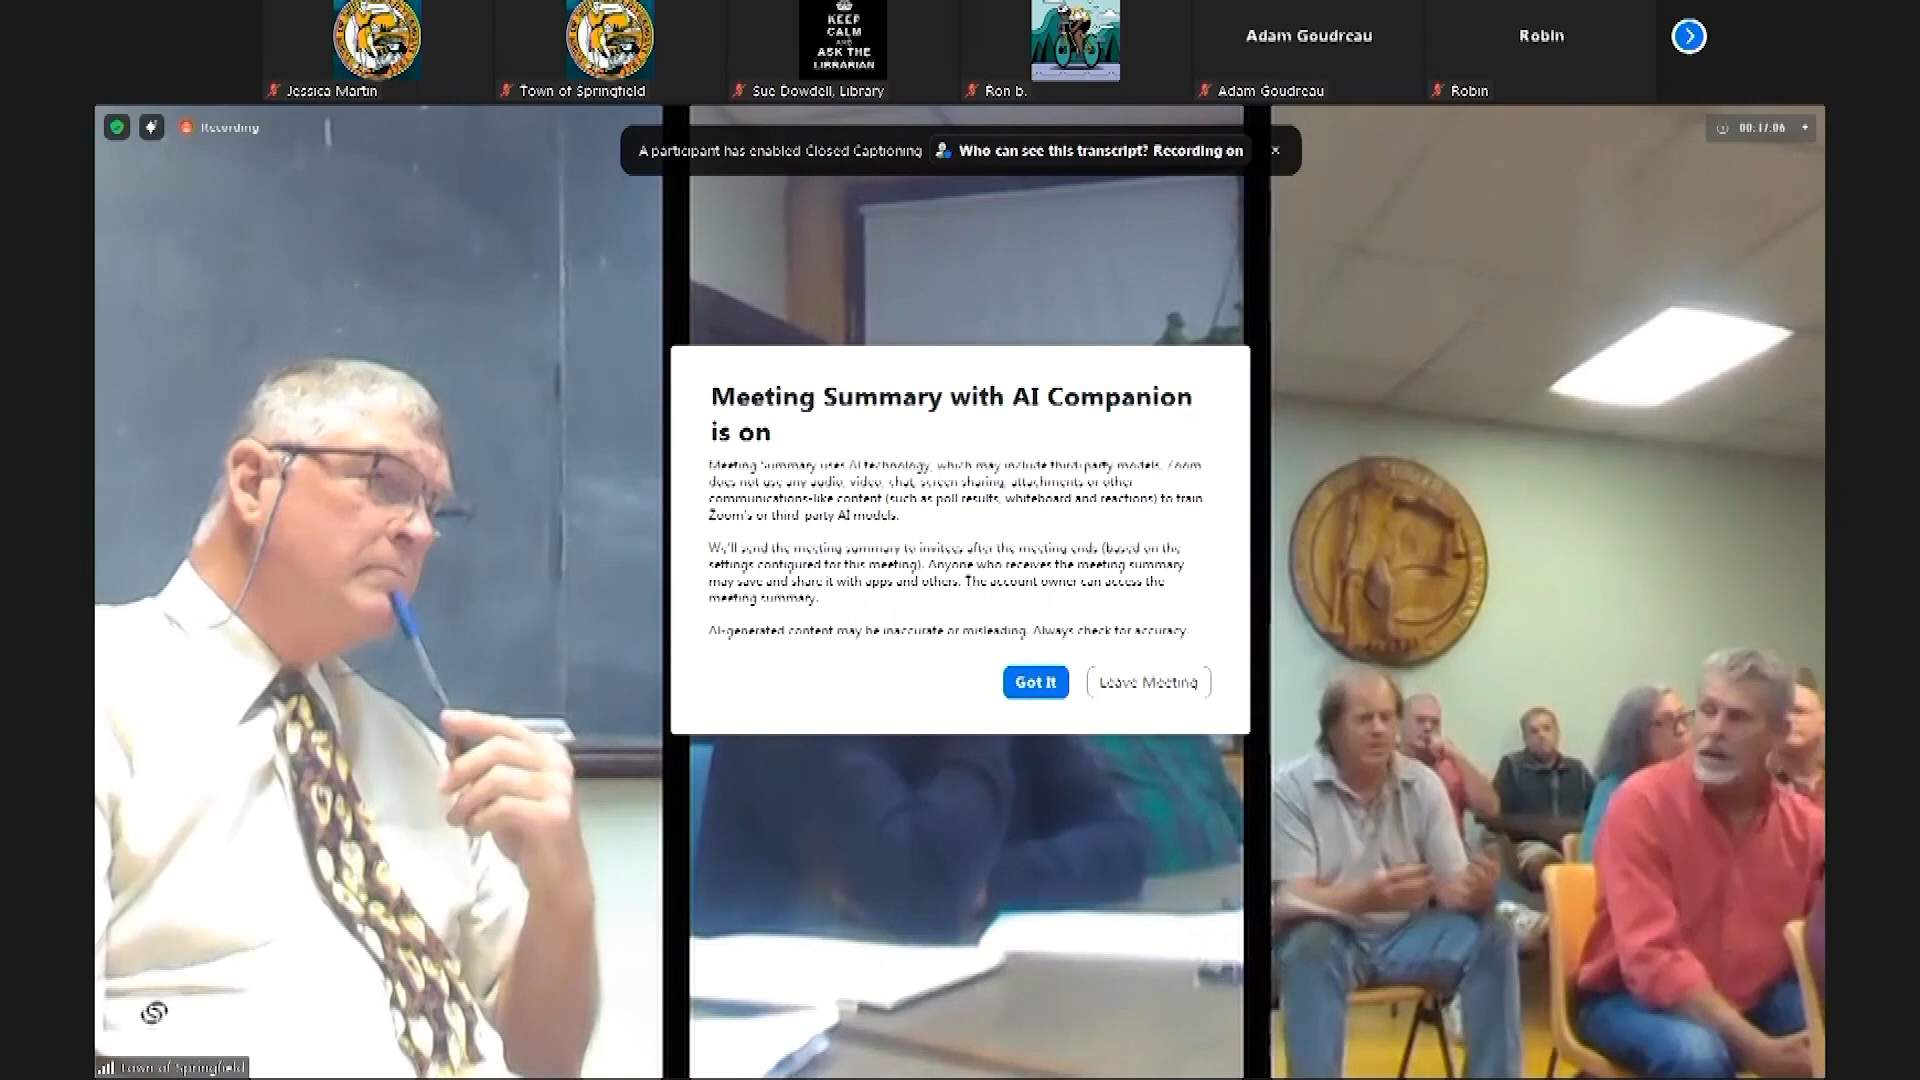 KEEP
CALM
AND
ASK THE
LIBRARIAN
Adam Goudreau
Robin
Jessica Martin
Town of Springfield
Sue Dowdell, Library
Ron b.
Adam Goudreau
Robin
Recording
A participant has enabled Closed Captioning
Who can see this transcript? Recording on
00:17:06
Meeting Summary with AI Companion
is on
Meeting Summary uses AI technology, which may include third-party models. Zoom
does not use any audio, video, chat, screen sharing, attachments or other
communications-like content (such as poll results, whiteboard and reactions) to train
Zoom's or third-party AI models.
We'll send the meeting summary to invitees after the meeting ends (based on the
settings configured for this meeting). Anyone who receives the meeting summary
may save and share it with apps and others. The account owner can access the
meeting summary.
AI-generated content may be inaccurate or misleading. Always check for accuracy.
Got It
Leave Meeting
Town of Springfield